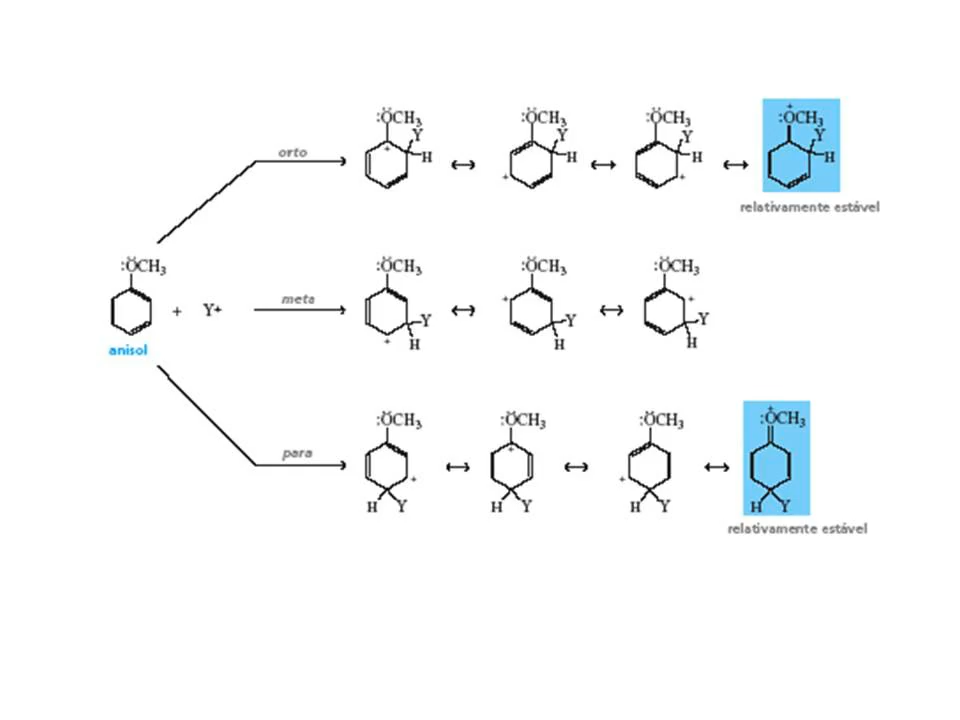 :ÖCH₃ :ÖCH₃ :ÖCH₃ :ÖCH₃
Y Y Y Y
orto + H ↔ H ↔ H ↔ H
+ + +
relativamente estável
:ÖCH₃ :ÖCH₃ :ÖCH₃ :ÖCH₃
+ Y+ meta Y ↔ + Y ↔ + Y
+ H H H
anisol
:ÖCH₃ :ÖCH₃ :ÖCH₃ +:ÖCH₃
para + ↔ + ↔ + ↔
H Y H Y H Y H Y
relativamente estável